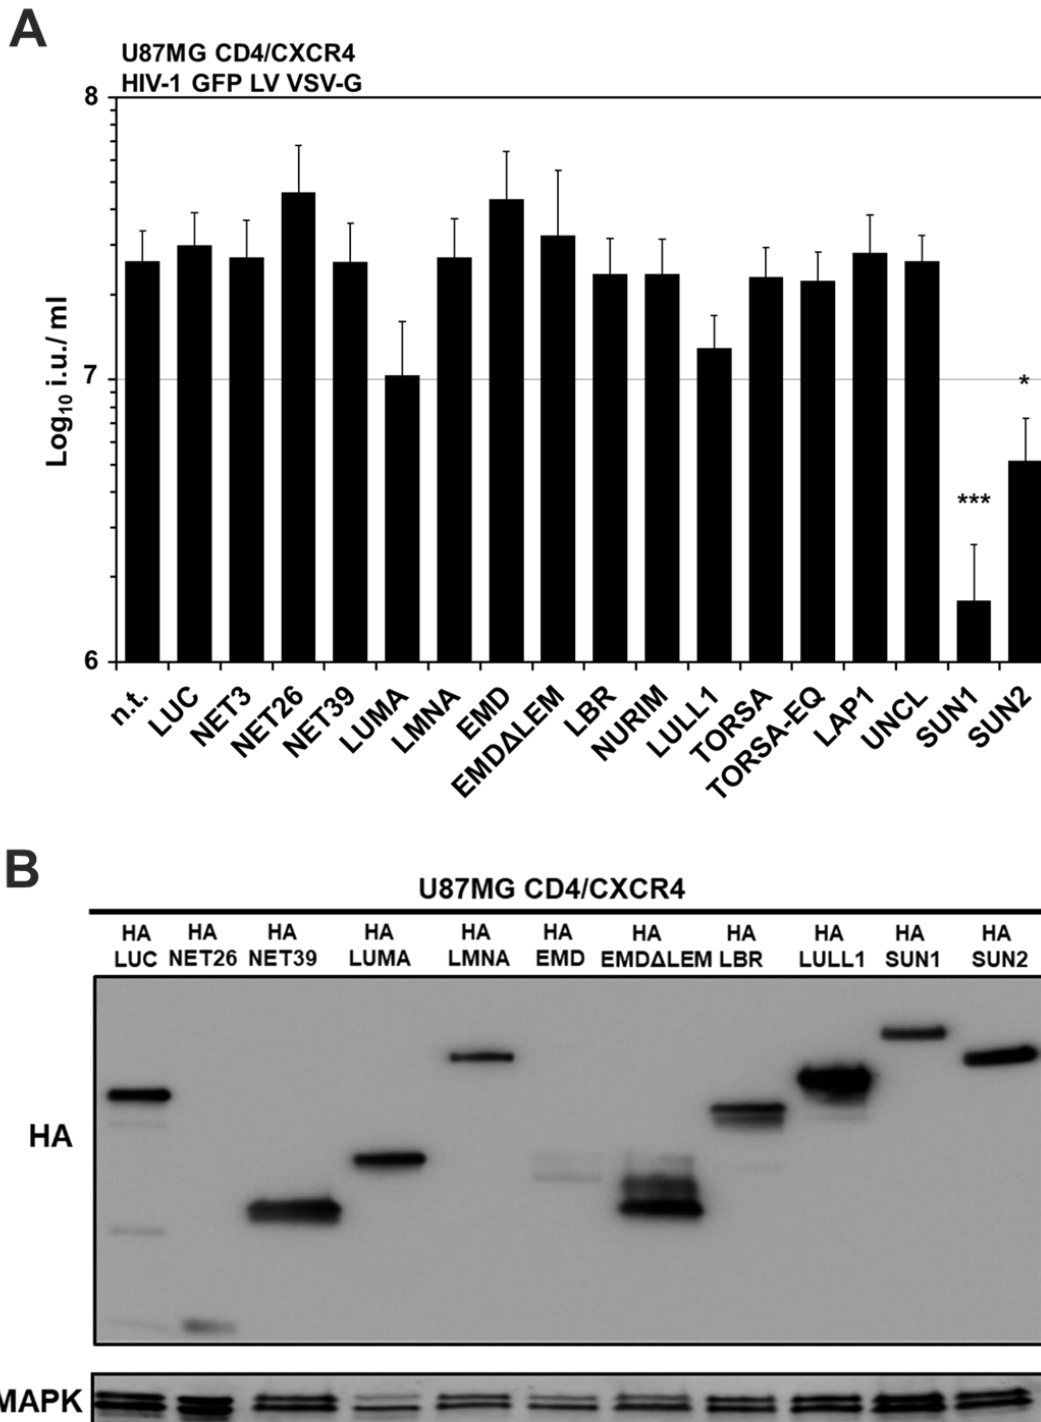 A
U87MG CD4/CXCR4
HIV-1 GFP LV VSV-G
8
7
6
Log₁₀ i.u./ ml
*
***
n.t. LUC NET3 NET26 NET39 LUMA LMNA EMD EMDΔLEM LBR NURIM LULL1 TORSA TORSA-EQ LAP1 UNCL SUN1 SUN2
B
U87MG CD4/CXCR4
HA HA HA HA HA HA HA HA HA HA HA
LUC NET26 NET39 LUMA LMNA EMD EMDΔLEM LBR LULL1 SUN1 SUN2
HA
MAPK